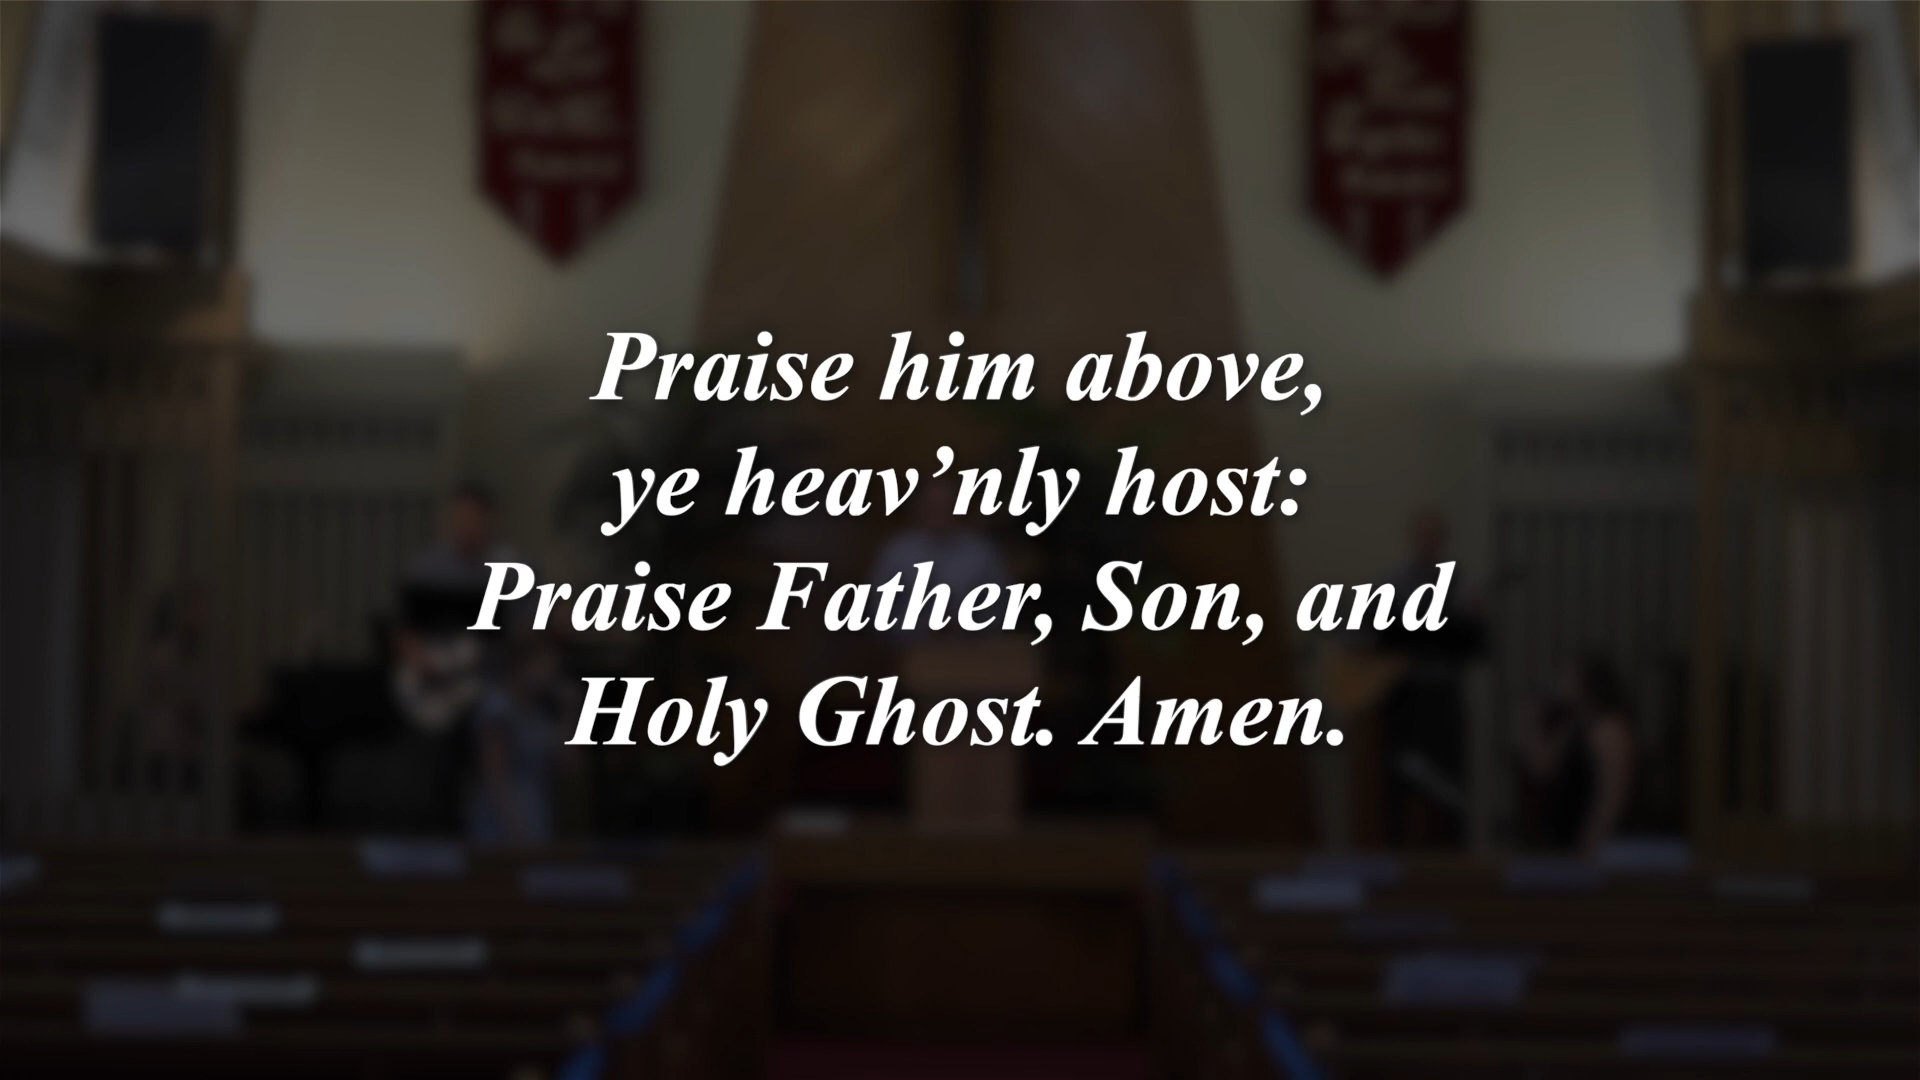 Praise him above,
ye heav’nly host:
Praise Father, Son, and
Holy Ghost. Amen.